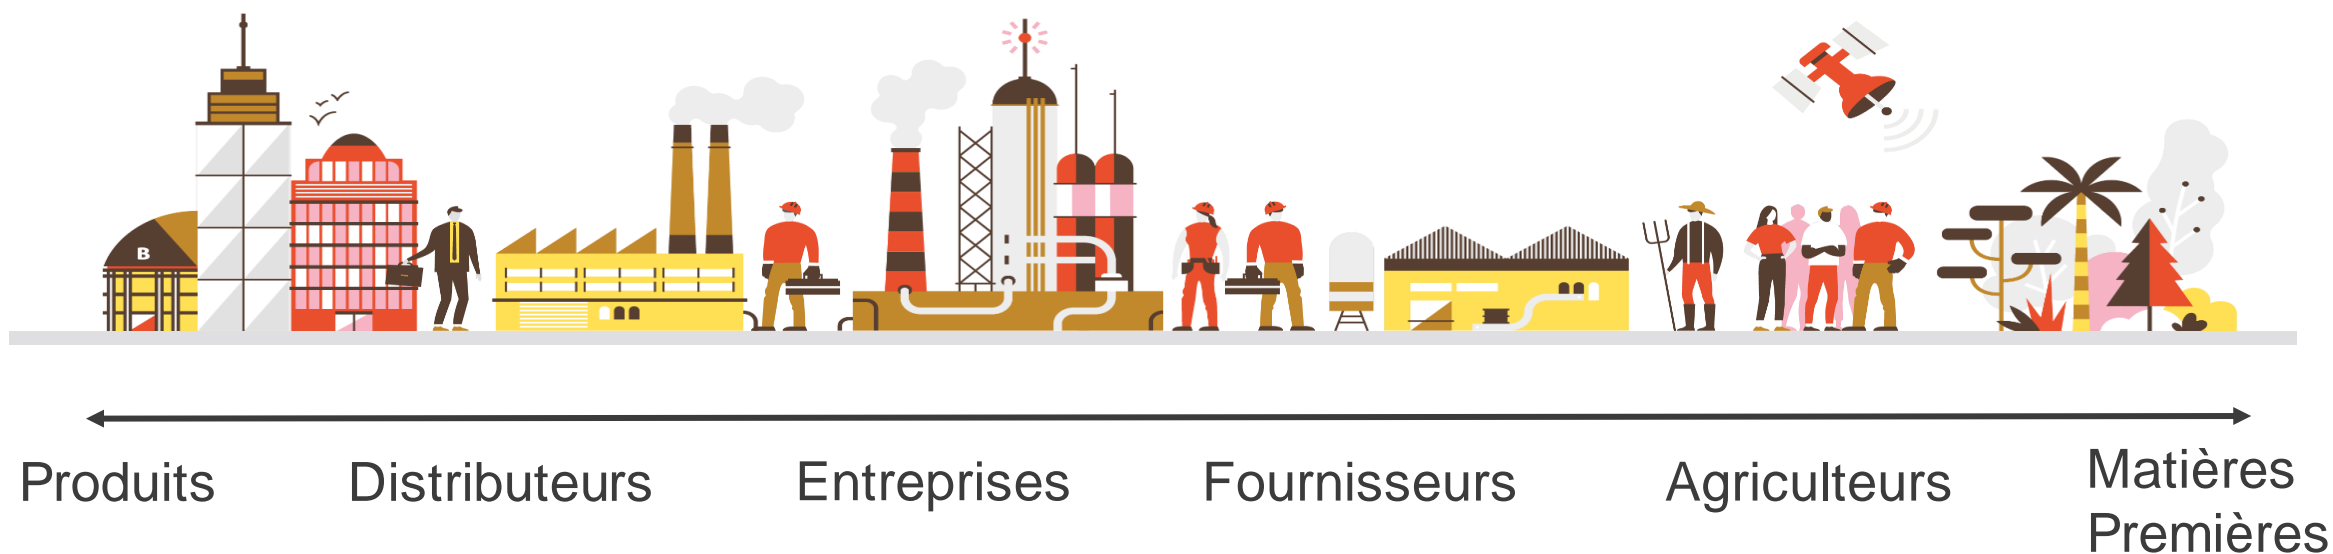 B
Produits
Distributeurs
Entreprises
Fournisseurs
Agriculteurs
Matières
Premières